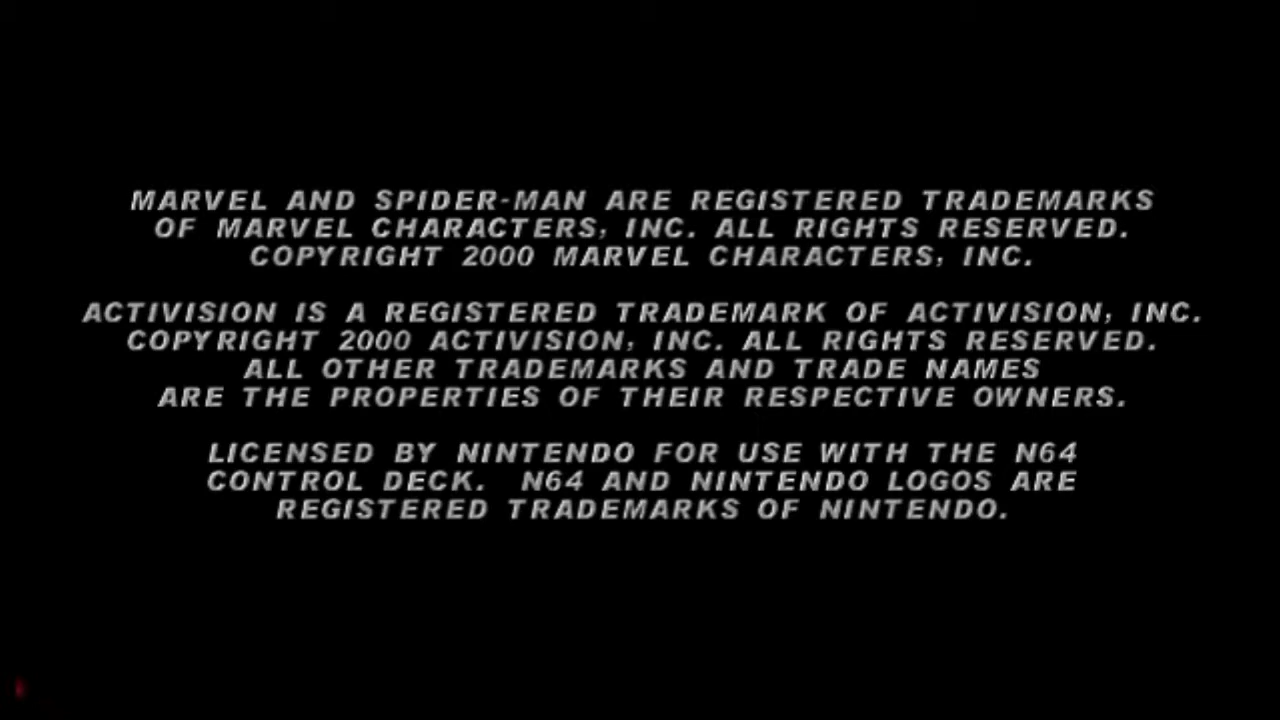 MARVEL AND SPIDER-MAN ARE REGISTERED TRADEMARKS
OF MARVEL CHARACTERS, INC. ALL RIGHTS RESERVED.
COPYRIGHT 2000 MARVEL CHARACTERS, INC.
ACTIVISION IS A REGISTERED TRADEMARK OF ACTIVISION, INC.
COPYRIGHT 2000 ACTIVISION, INC. ALL RIGHTS RESERVED.
ALL OTHER TRADEMARKS AND TRADE NAMES
ARE THE PROPERTIES OF THEIR RESPECTIVE OWNERS.
LICENSED BY NINTENDO FOR USE WITH THE N64
CONTROL DECK. N64 AND NINTENDO LOGOS ARE
REGISTERED TRADEMARKS OF NINTENDO.